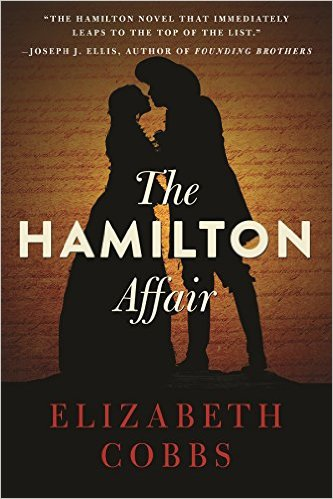 “THE HAMILTON NOVEL THAT IMMEDIATELY
LEAPS TO THE TOP OF THE LIST.”
–JOSEPH J. ELLIS, AUTHOR OF FOUNDING BROTHERS
The
HAMILTON
Affair
ELIZABETH
COBBS